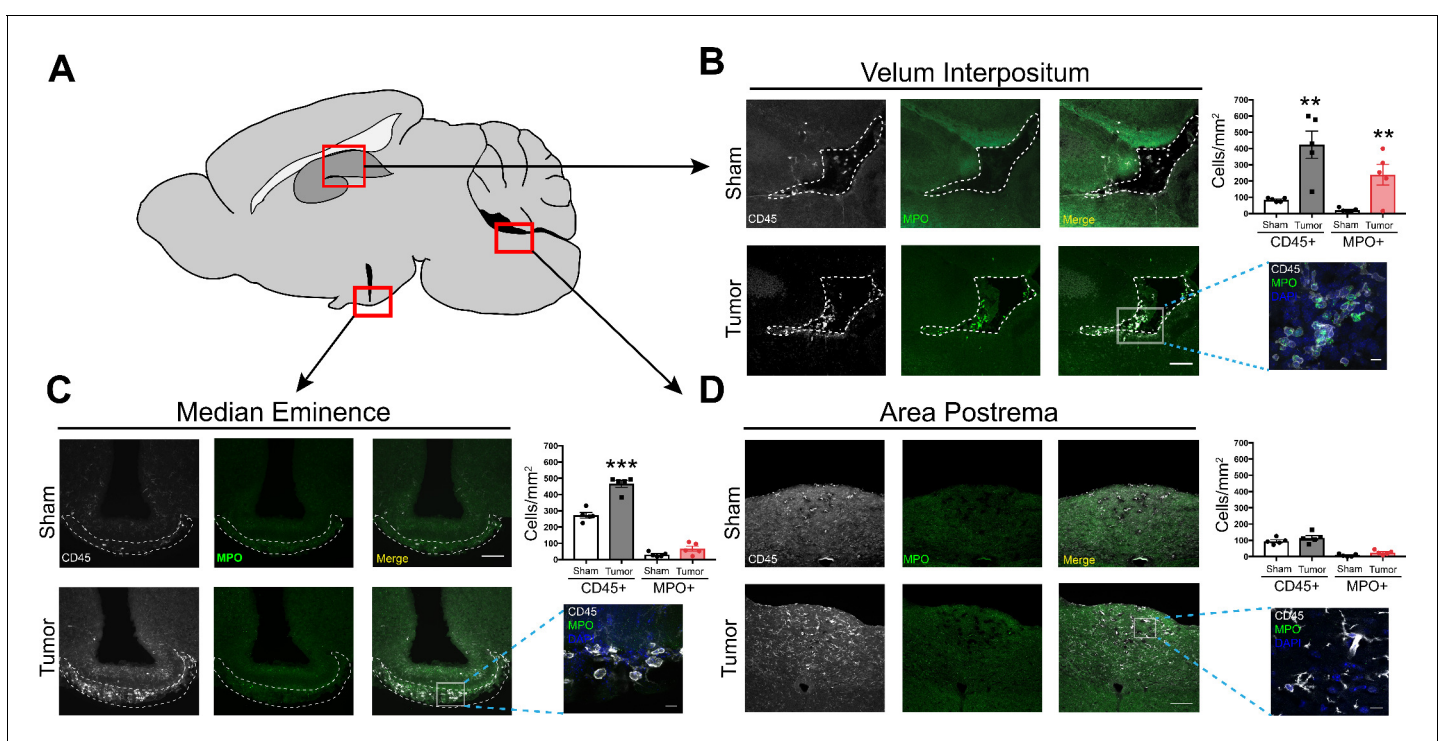 A
B
Velum Interpositum
Sham
CD45
MPO
Merge
Tumor
Cells/mm²
700
600
500
400
300
200
100
0
**
**
Sham Tumor Sham Tumor
CD45+ MPO+
CD45
MPO
DAPI
C
Median Eminence
Sham
CD45
MPO
Merge
Tumor
Cells/mm²
700
600
500
400
300
200
100
0
***
Sham Tumor Sham Tumor
CD45+ MPO+
CD45
MPO
DAPI
D
Area Postrema
Sham
CD45
MPO
Merge
Tumor
Cells/mm²
700
600
500
400
300
200
100
0
Sham Tumor Sham Tumor
CD45+ MPO+
CD45
MPO
DAPI